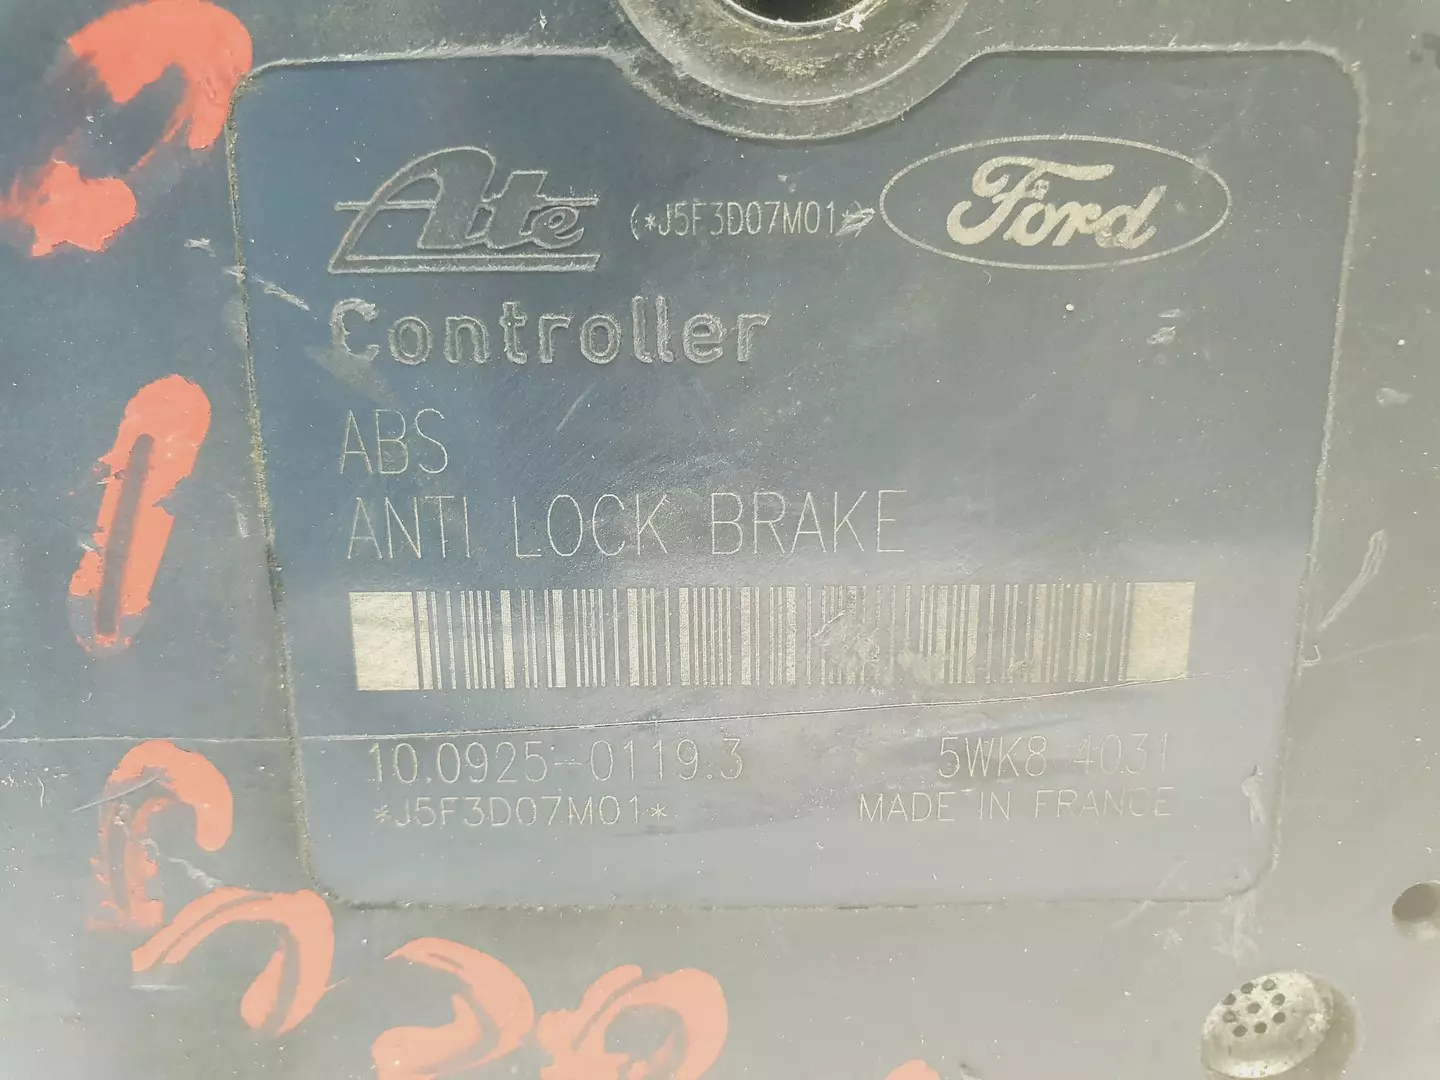 Ate (*J5F3D07M01*) Ford
Controller
ABS
ANTI LOCK BRAKE
10.0925-0119.3 5WK8 4031
*J5F3D07M01* MADE IN FRANCE